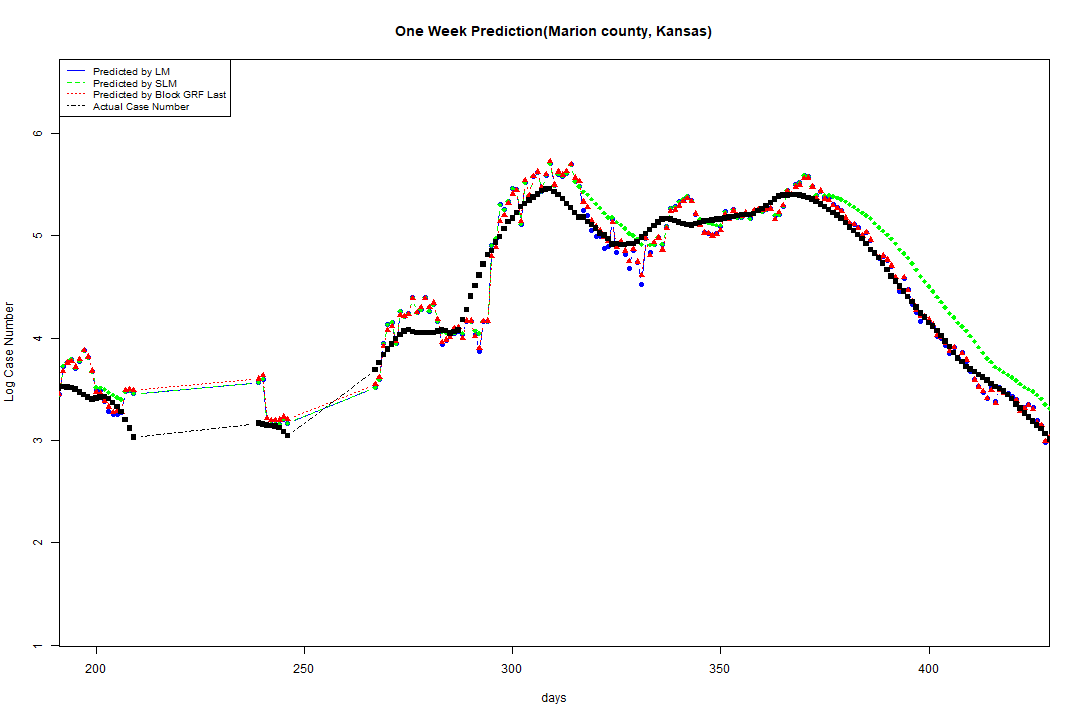 One Week Prediction(Marion county, Kansas)
Predicted by LM
Predicted by SLM
Predicted by Block GRF Last
Actual Case Number
Log Case Number
6
5
4
3
2
1
200 250 300 350 400
days